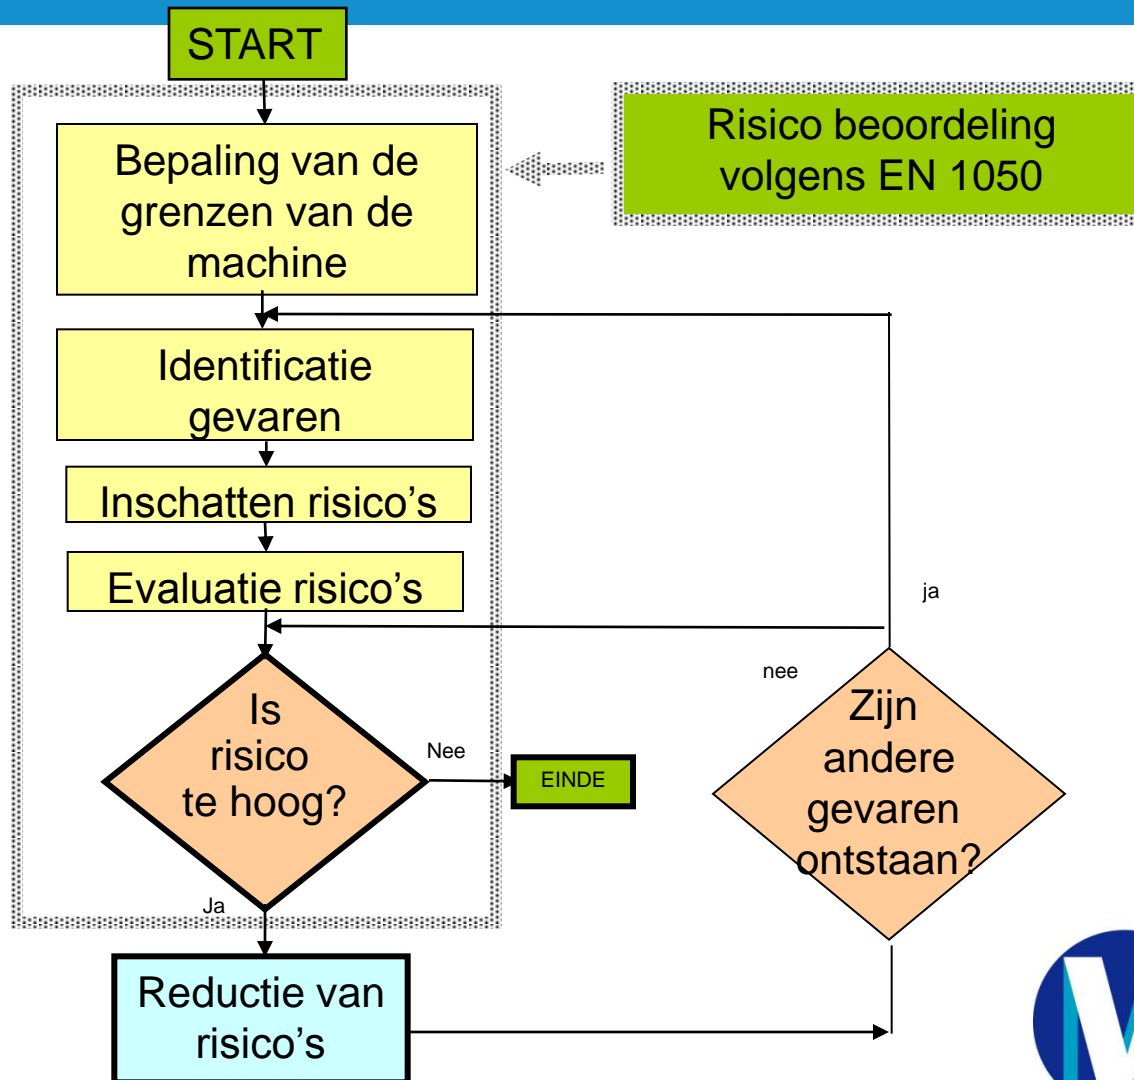 START
Risico beoordeling
volgens EN 1050
Bepaling van de
grenzen van de
machine
Identificatie
gevaren
Inschatten risico’s
Evaluatie risico’s
ja
nee
Is
risico
te hoog?
Nee
EINDE
Zijn
andere
gevaren
ontstaan?
Ja
Reductie van
risico’s